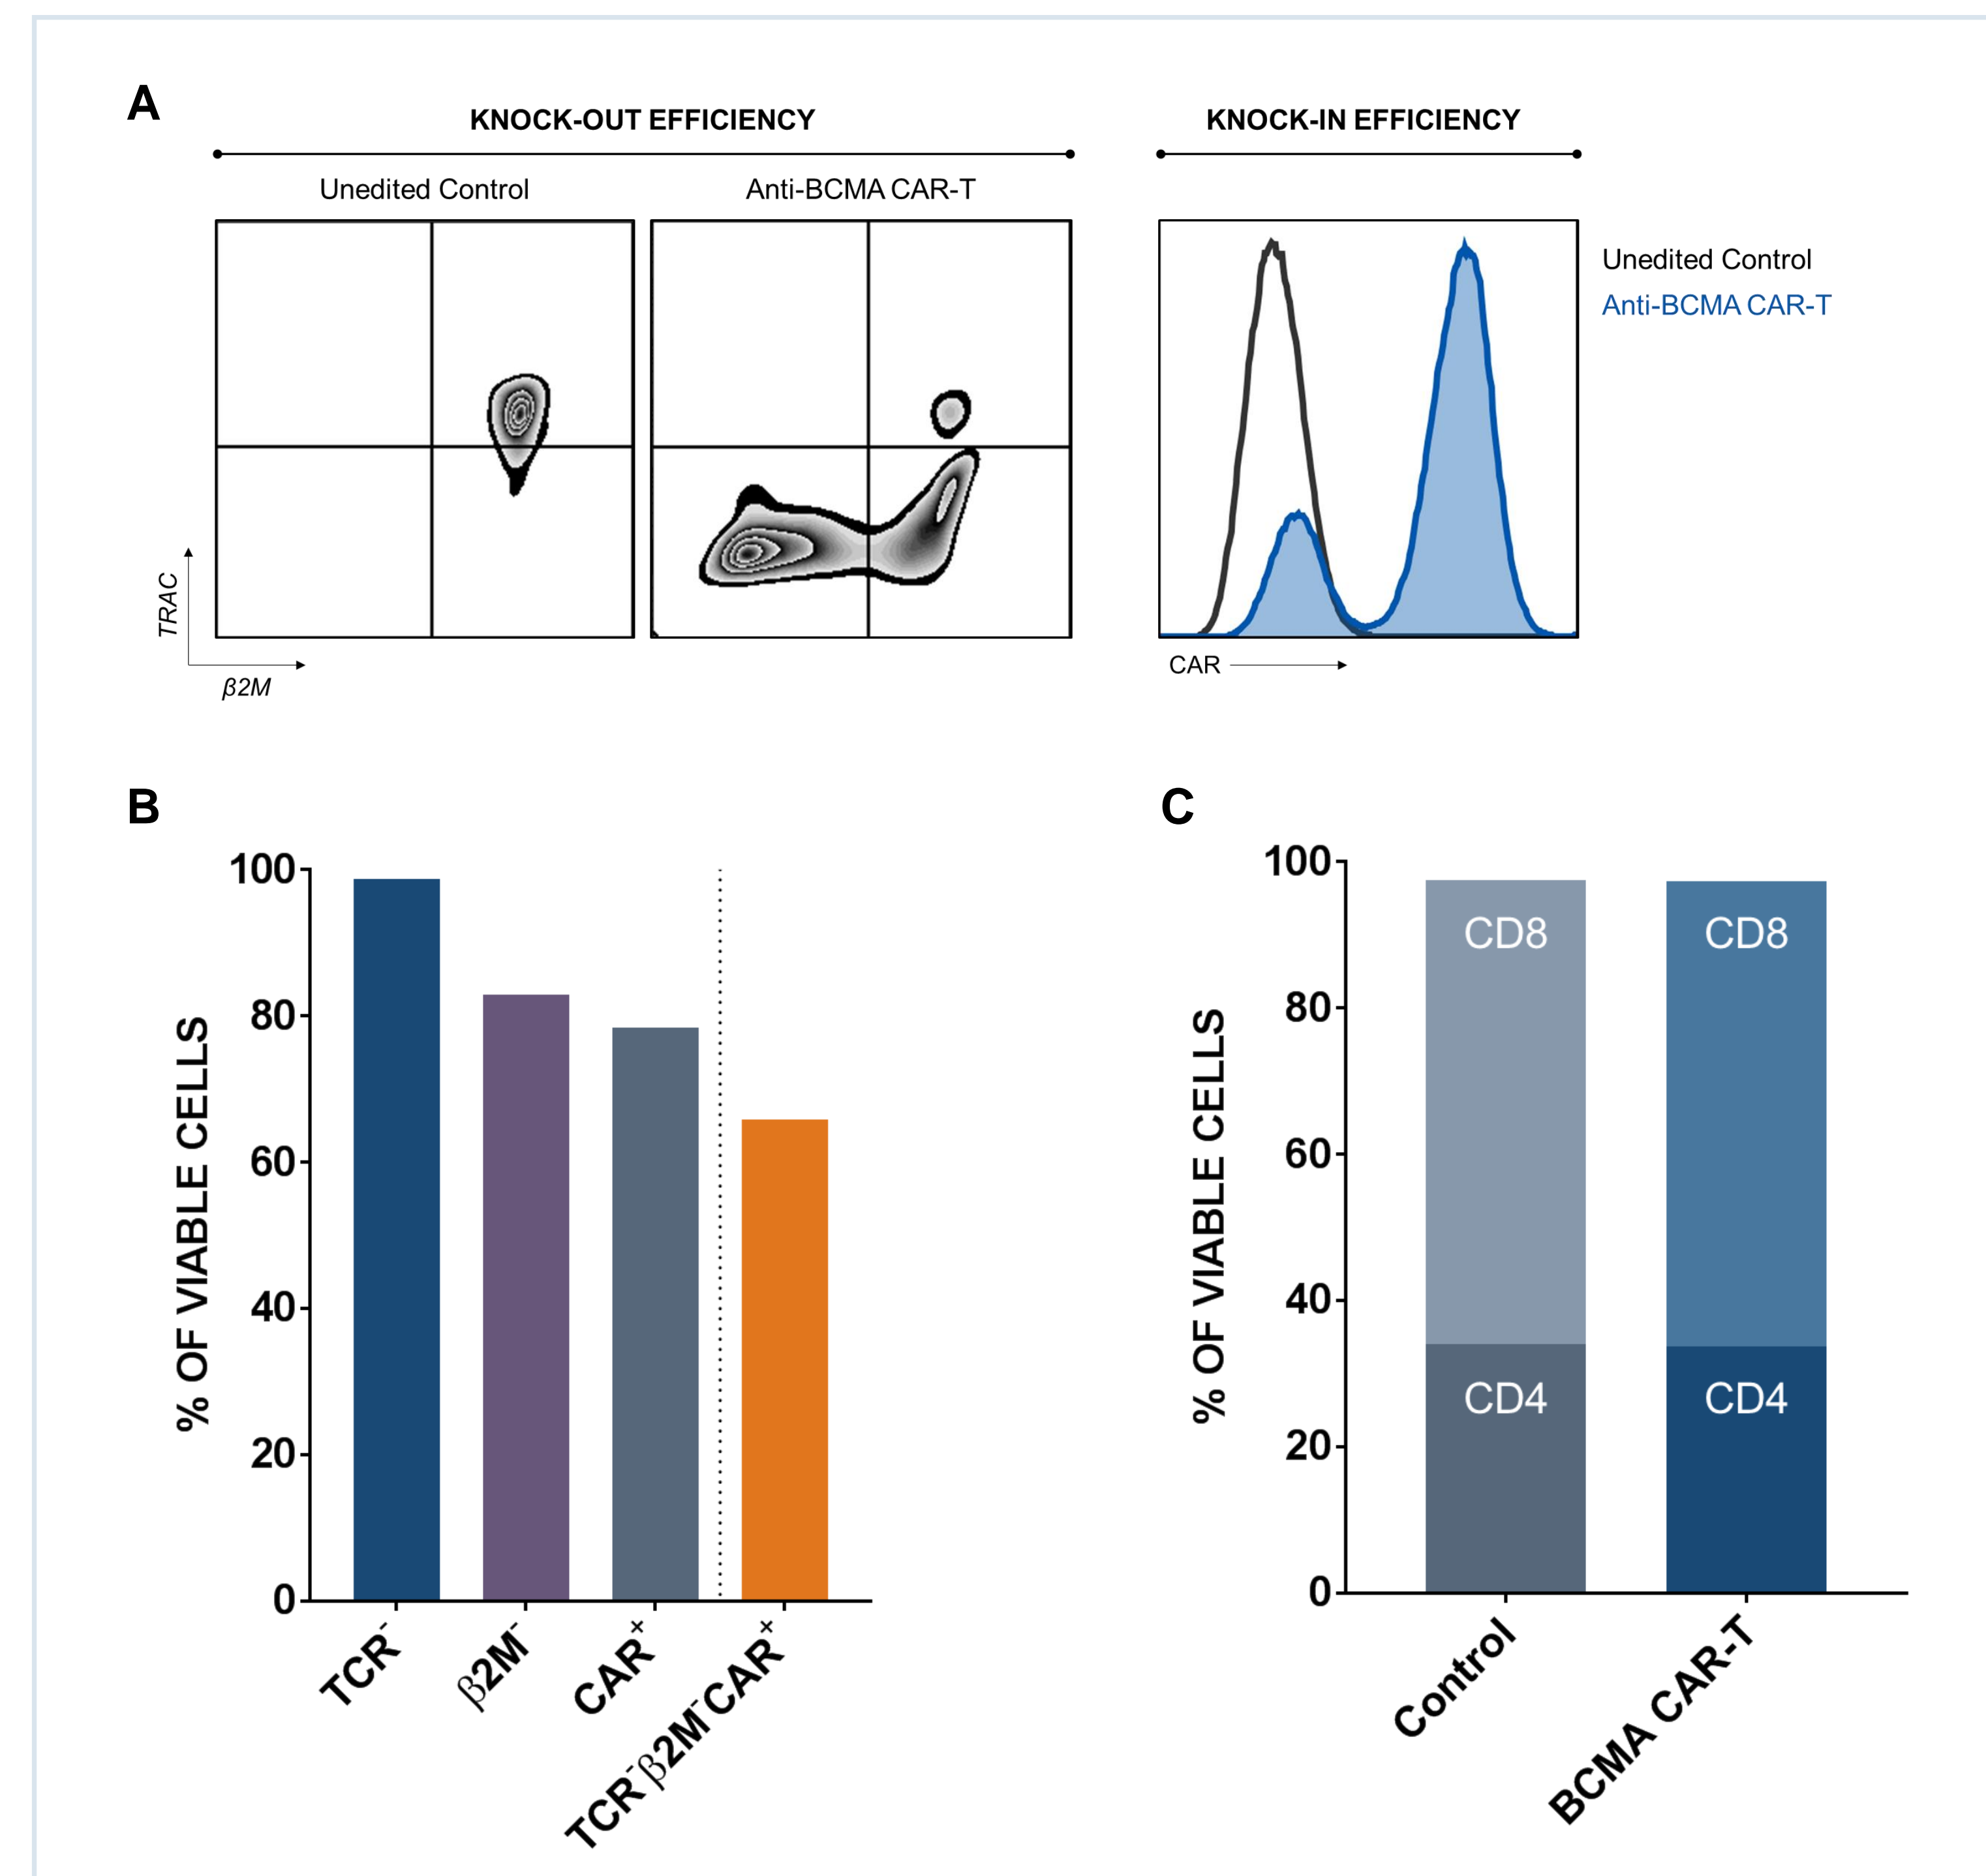 A
KNOCK-OUT EFFICIENCY
KNOCK-IN EFFICIENCY
Unedited Control
Anti-BCMA CAR-T
Unedited Control
Anti-BCMA CAR-T
TRAC
β2M
CAR
B
% OF VIABLE CELLS
100
80
60
40
20
0
TCR⁻
β2M⁻
CAR⁺
TCR⁻β2M⁻CAR⁺
C
% OF VIABLE CELLS
100
80
60
40
20
0
CD8
CD8
CD4
CD4
Control
BCMA CAR-T